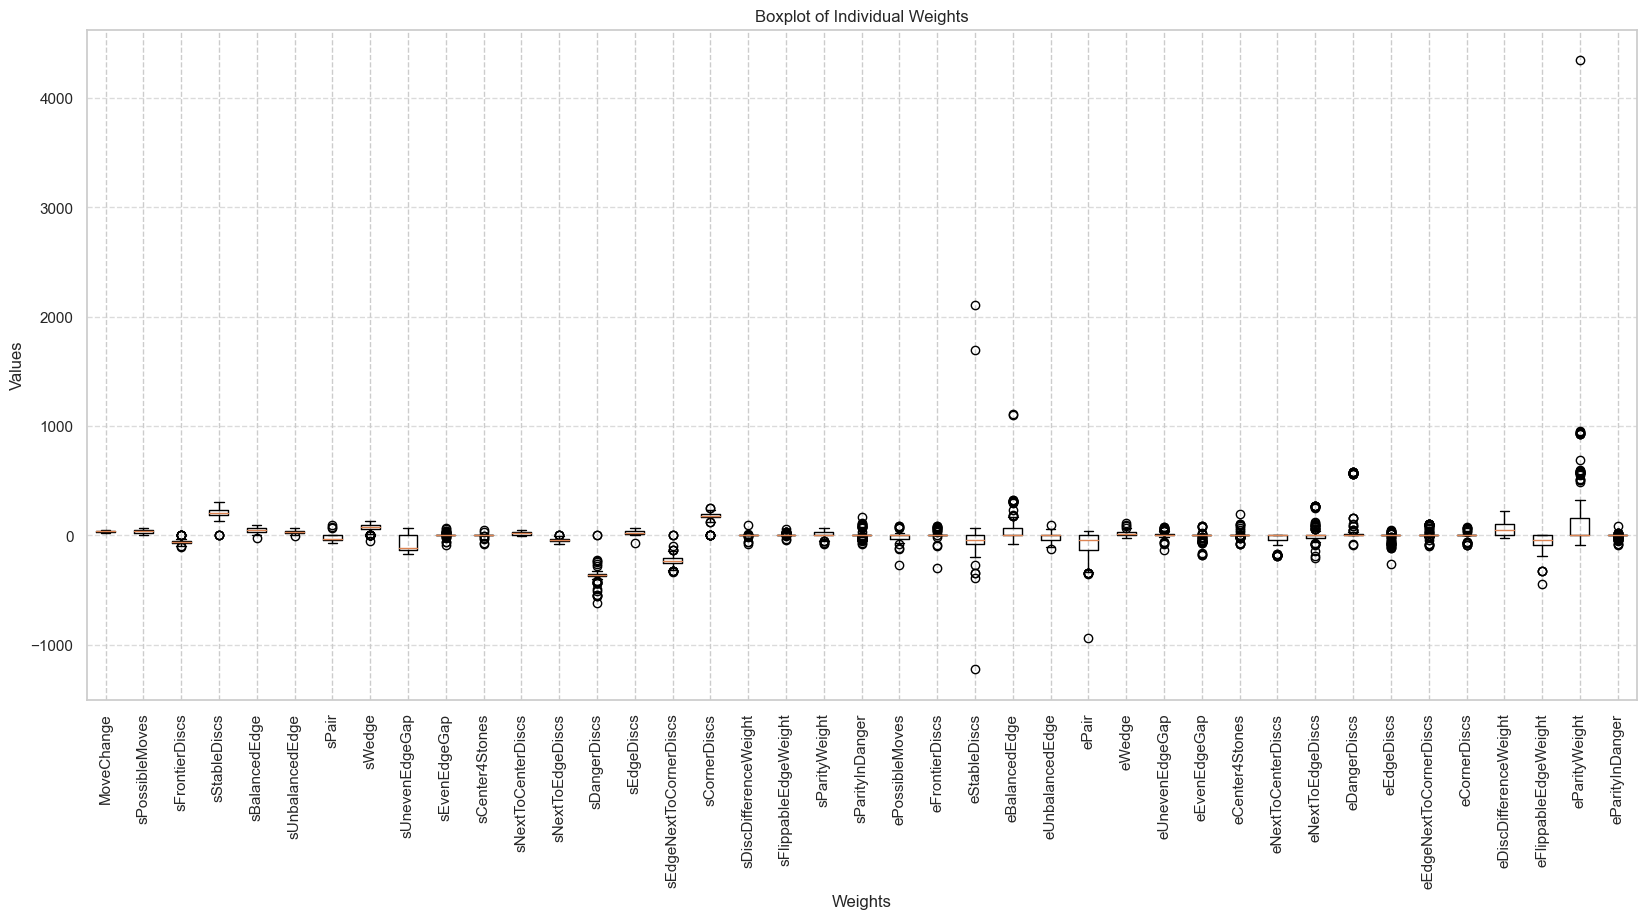 Boxplot of Individual Weights
4000
3000
2000
1000
0
−1000
Values
MoveChange
sPossibleMoves
sFrontierDiscs
sStableDiscs
sBalancedEdge
sUnbalancedEdge
sPair
sWedge
sUnevenEdgeGap
sEvenEdgeGap
sCenter4Stones
sNextToCenterDiscs
sNextToEdgeDiscs
sDangerDiscs
sEdgeDiscs
sEdgeNextToCornerDiscs
sCornerDiscs
sDiscDifferenceWeight
sFlippableEdgeWeight
sParityWeight
sParityInDanger
ePossibleMoves
eFrontierDiscs
eStableDiscs
eBalancedEdge
eUnbalancedEdge
ePair
eWedge
eUnevenEdgeGap
eEvenEdgeGap
eCenter4Stones
eNextToCenterDiscs
eNextToEdgeDiscs
eDangerDiscs
eEdgeDiscs
eEdgeNextToCornerDiscs
eCornerDiscs
eDiscDifferenceWeight
eFlippableEdgeWeight
eParityWeight
eParityInDanger
Weights